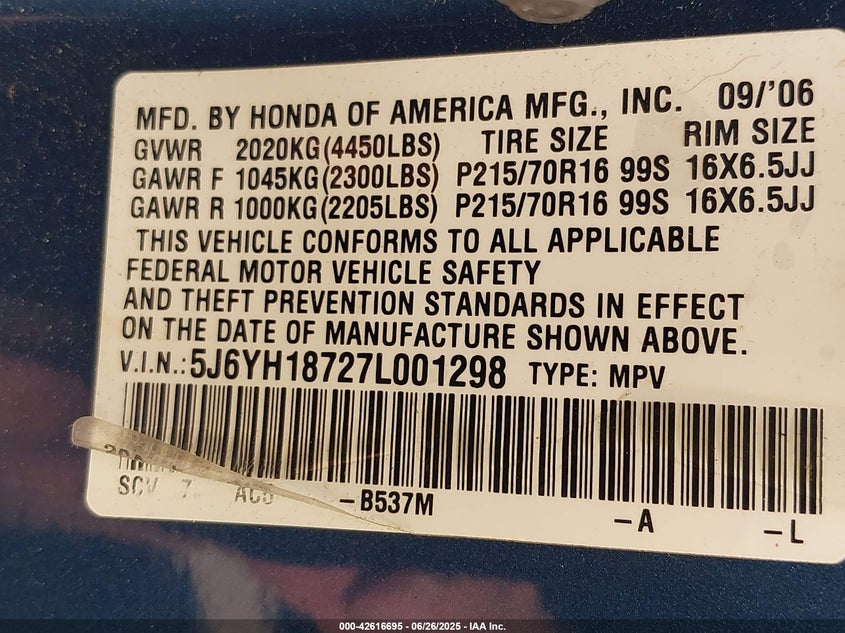 MFD. BY HONDA OF AMERICA MFG., INC. 09/'06
GVWR 2020KG(4450LBS) TIRE SIZE RIM SIZE
GAWR F 1045KG(2300LBS) P215/70R16 99S 16X6.5JJ
GAWR R 1000KG(2205LBS) P215/70R16 99S 16X6.5JJ
THIS VEHICLE CONFORMS TO ALL APPLICABLE
FEDERAL MOTOR VEHICLE SAFETY
AND THEFT PREVENTION STANDARDS IN EFFECT
ON THE DATE OF MANUFACTURE SHOWN ABOVE.
V.I.N.:5J6YH18727L001298 TYPE: MPV
SCV
-B537M
-A
-L
000-42616695 - 06/26/2025 - IAA Inc.